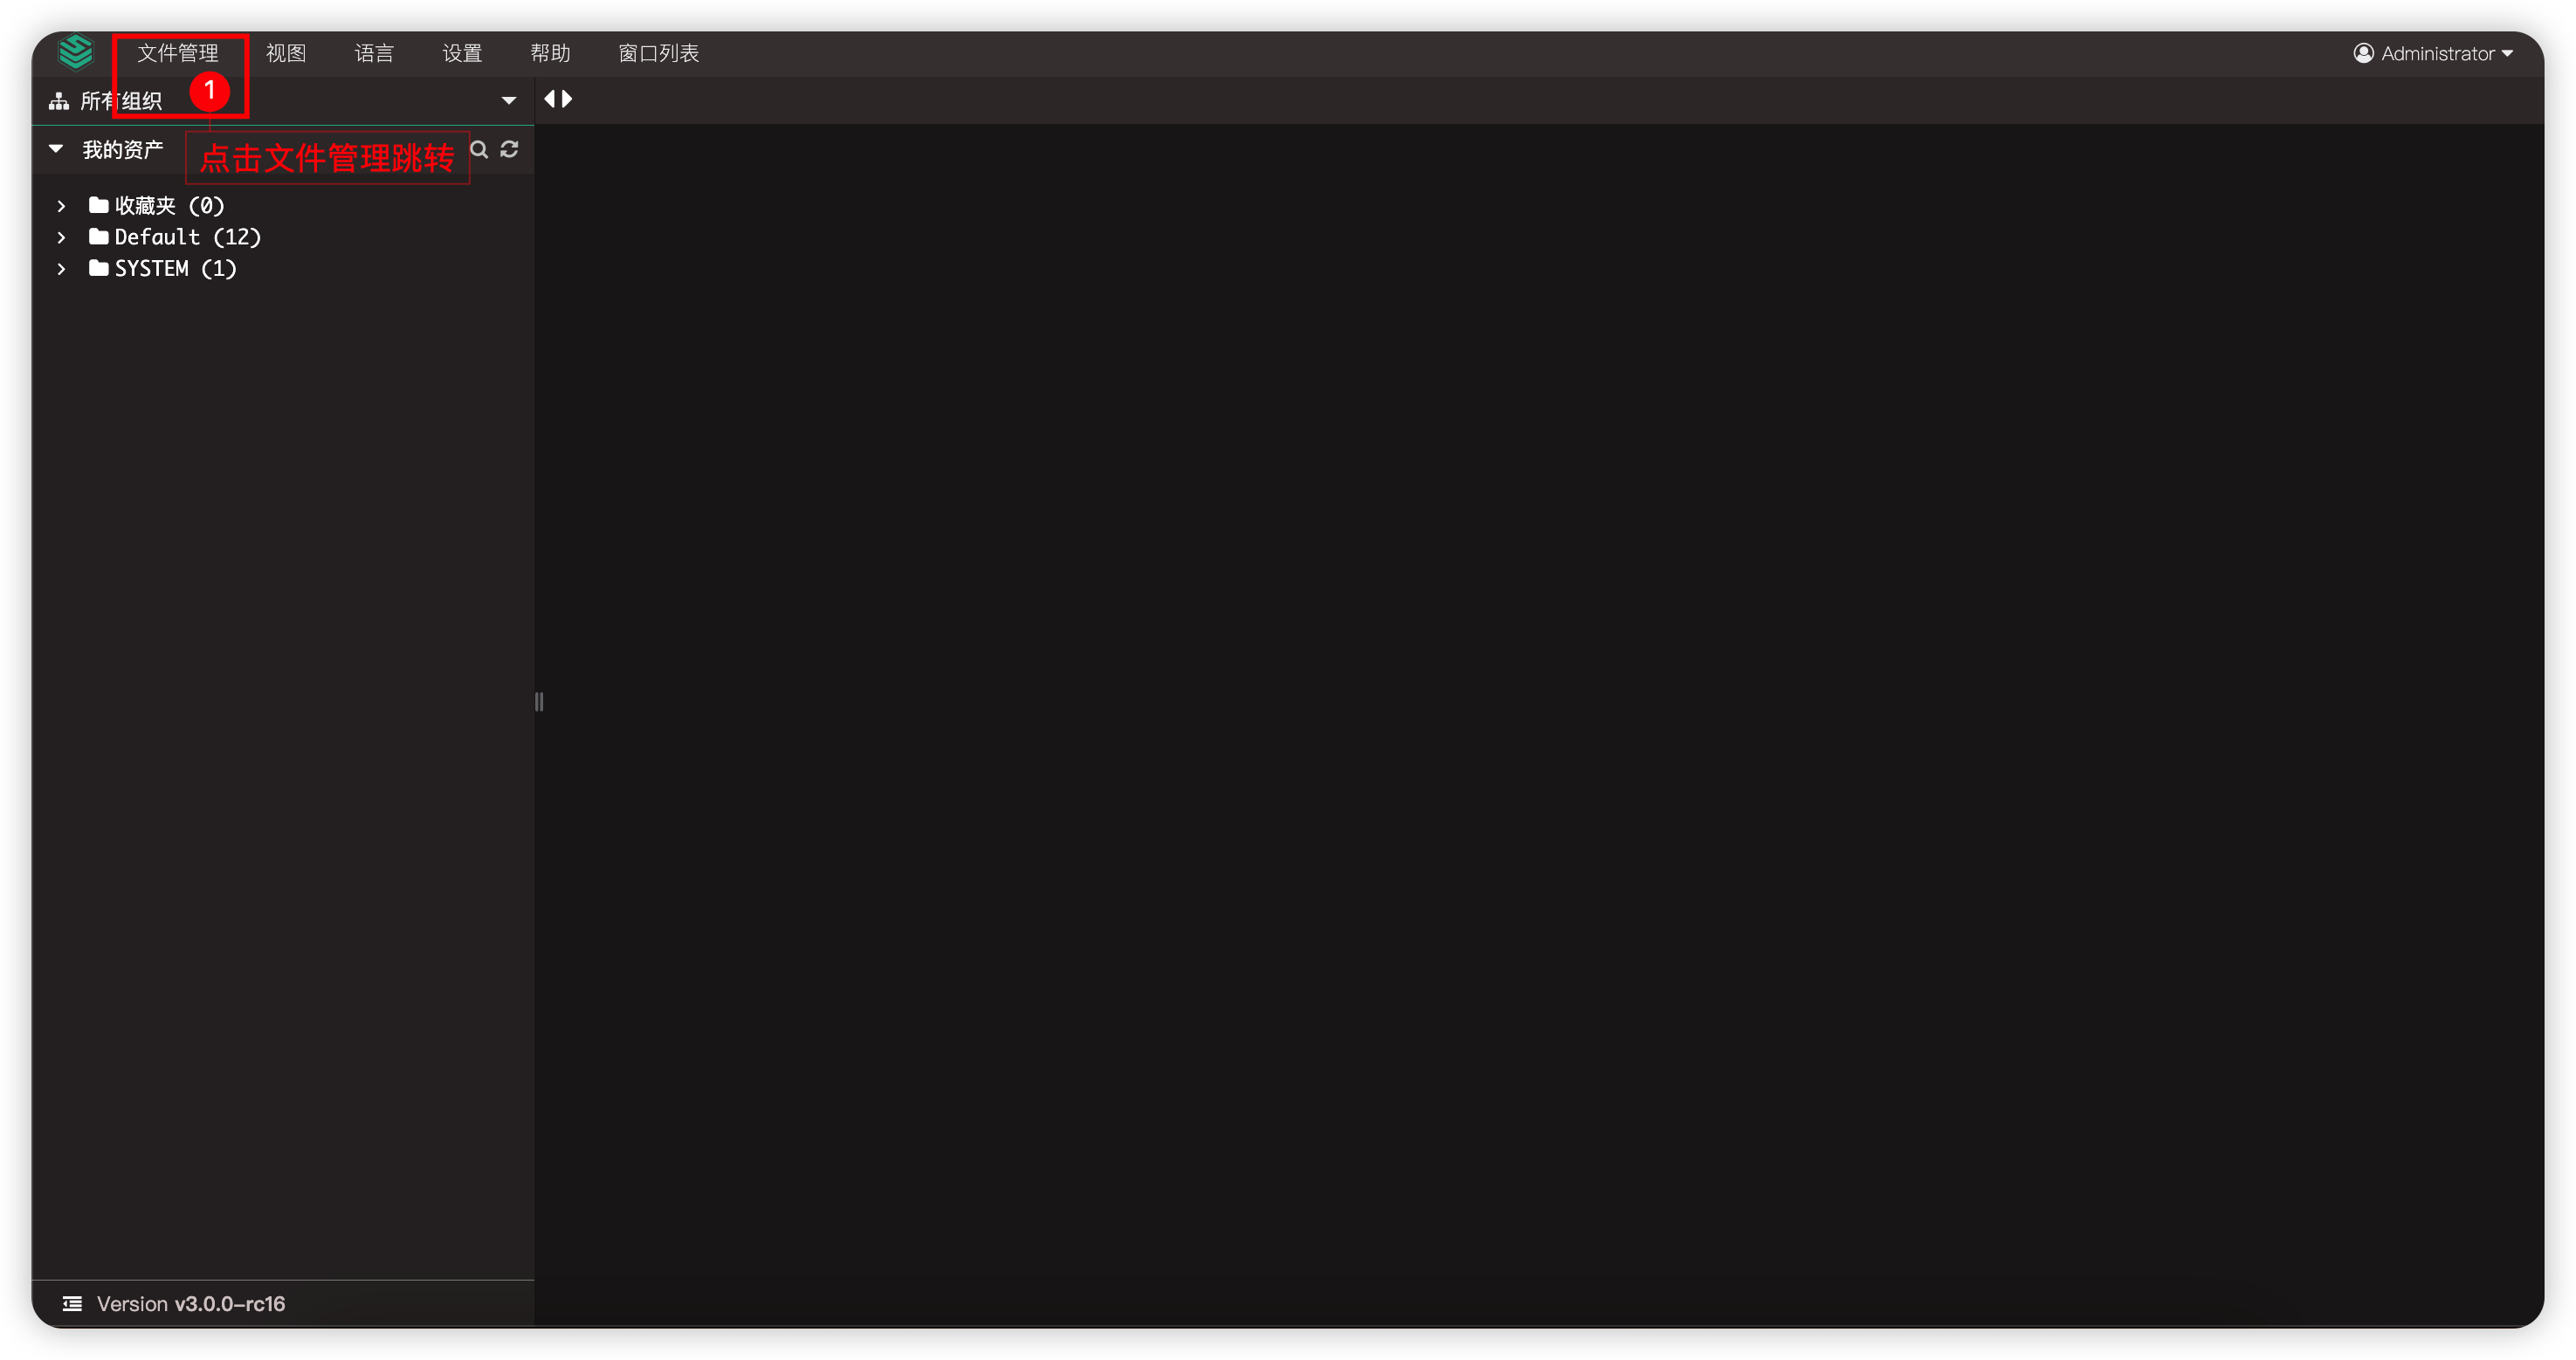 文件管理 视图 语言 设置 帮助 窗口列表 Administrator
所有组织
1
我的资产
点击文件管理跳转
收藏夹 (0)
Default (12)
SYSTEM (1)
Version v3.0.0-rc16